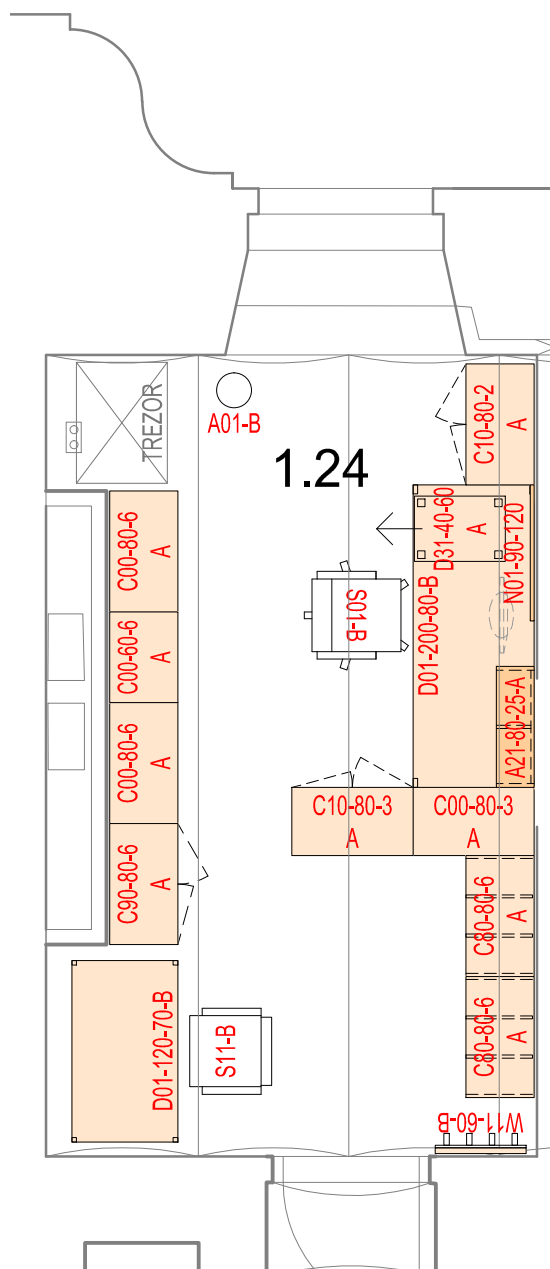 TREZOR
A01-B
C10-80-2
A
1.24
D31-40-60
A
N01-90-120
C00-80-6
A
S01-B
D01-200-80-B
C00-60-6
A
A21-80-25-A
C00-80-6
A
C10-80-3
A
C00-80-3
A
C90-80-6
A
C80-80-6
A
D01-120-70-B
S11-B
C80-80-6
A
W11-60-B